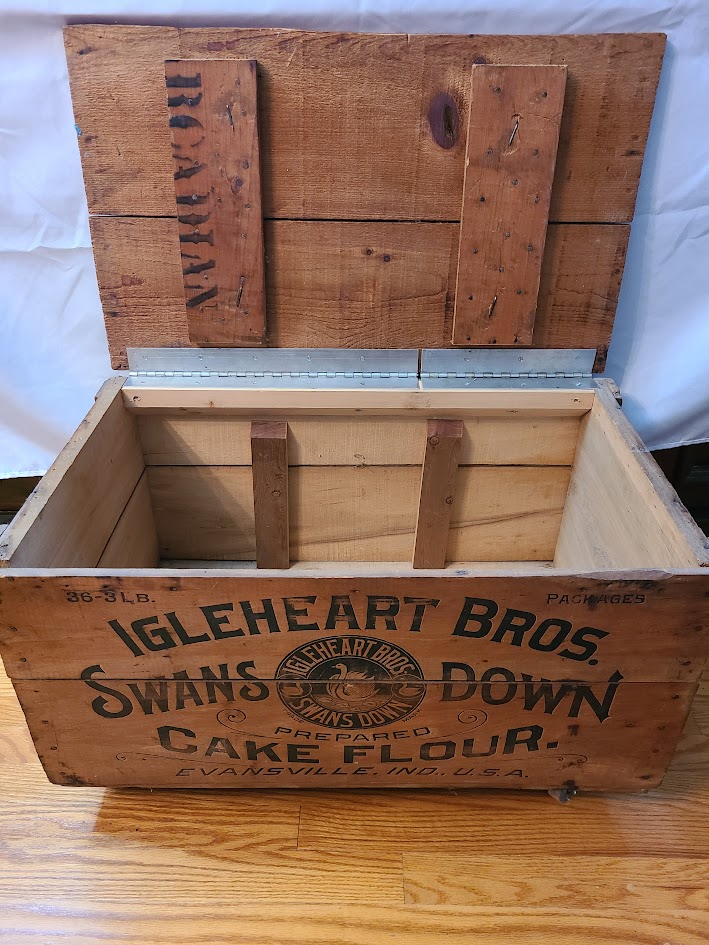 36-3 LB.
PACKAGES
IGLEHEART BROS.
SWANS DOWN
IGLEHEART BROS.
SWANS DOWN
PREPARED
CAKE FLOUR.
EVANSVILLE, IND., U.S.A.